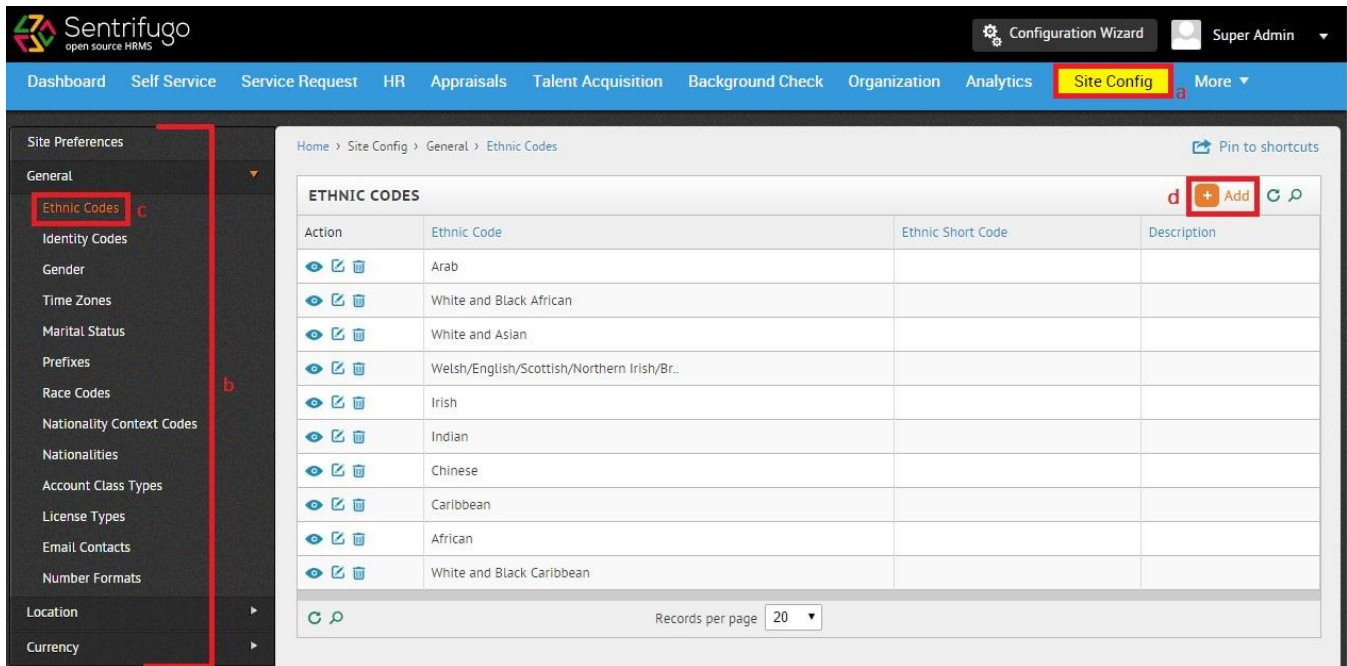 Sentrifugo
open source HRMS
Configuration Wizard
Super Admin
Dashboard Self Service Service Request HR Appraisals Talent Acquisition Background Check Organization Analytics Site Config a More
Site Preferences
General
Ethnic Codes c
Identity Codes
Gender
Time Zones
Marital Status
Prefixes
Race Codes
Nationality Context Codes
Nationalities
Account Class Types
License Types
Email Contacts
Number Formats
Location
Currency
b
Home > Site Config > General > Ethnic Codes
Pin to shortcuts
ETHNIC CODES
d + Add
Action Ethnic Code Ethnic Short Code Description
Arab
White and Black African
White and Asian
Welsh/English/Scottish/Northern Irish/Br..
Irish
Indian
Chinese
Caribbean
African
White and Black Caribbean
Records per page 20